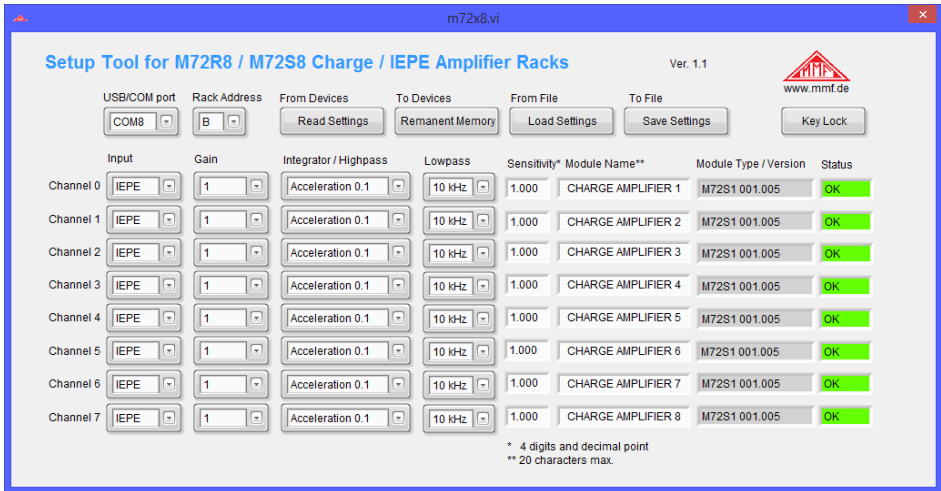 m72x8.vi
Setup Tool for M72R8 / M72S8 Charge / IEPE Amplifier Racks Ver. 1.1
www.mmf.de
USB/COM port Rack Address From Devices To Devices From File To File
COM8 B Read Settings Remanent Memory Load Settings Save Settings Key Lock
Input Gain Integrator / Highpass Lowpass Sensitivity* Module Name** Module Type / Version Status
Channel 0 IEPE 1 Acceleration 0.1 10 kHz 1.000 CHARGE AMPLIFIER 1 M72S1 001.005 OK
Channel 1 IEPE 1 Acceleration 0.1 10 kHz 1.000 CHARGE AMPLIFIER 2 M72S1 001.005 OK
Channel 2 IEPE 1 Acceleration 0.1 10 kHz 1.000 CHARGE AMPLIFIER 3 M72S1 001.005 OK
Channel 3 IEPE 1 Acceleration 0.1 10 kHz 1.000 CHARGE AMPLIFIER 4 M72S1 001.005 OK
Channel 4 IEPE 1 Acceleration 0.1 10 kHz 1.000 CHARGE AMPLIFIER 5 M72S1 001.005 OK
Channel 5 IEPE 1 Acceleration 0.1 10 kHz 1.000 CHARGE AMPLIFIER 6 M72S1 001.005 OK
Channel 6 IEPE 1 Acceleration 0.1 10 kHz 1.000 CHARGE AMPLIFIER 7 M72S1 001.005 OK
Channel 7 IEPE 1 Acceleration 0.1 10 kHz 1.000 CHARGE AMPLIFIER 8 M72S1 001.005 OK
* 4 digits and decimal point
** 20 characters max.